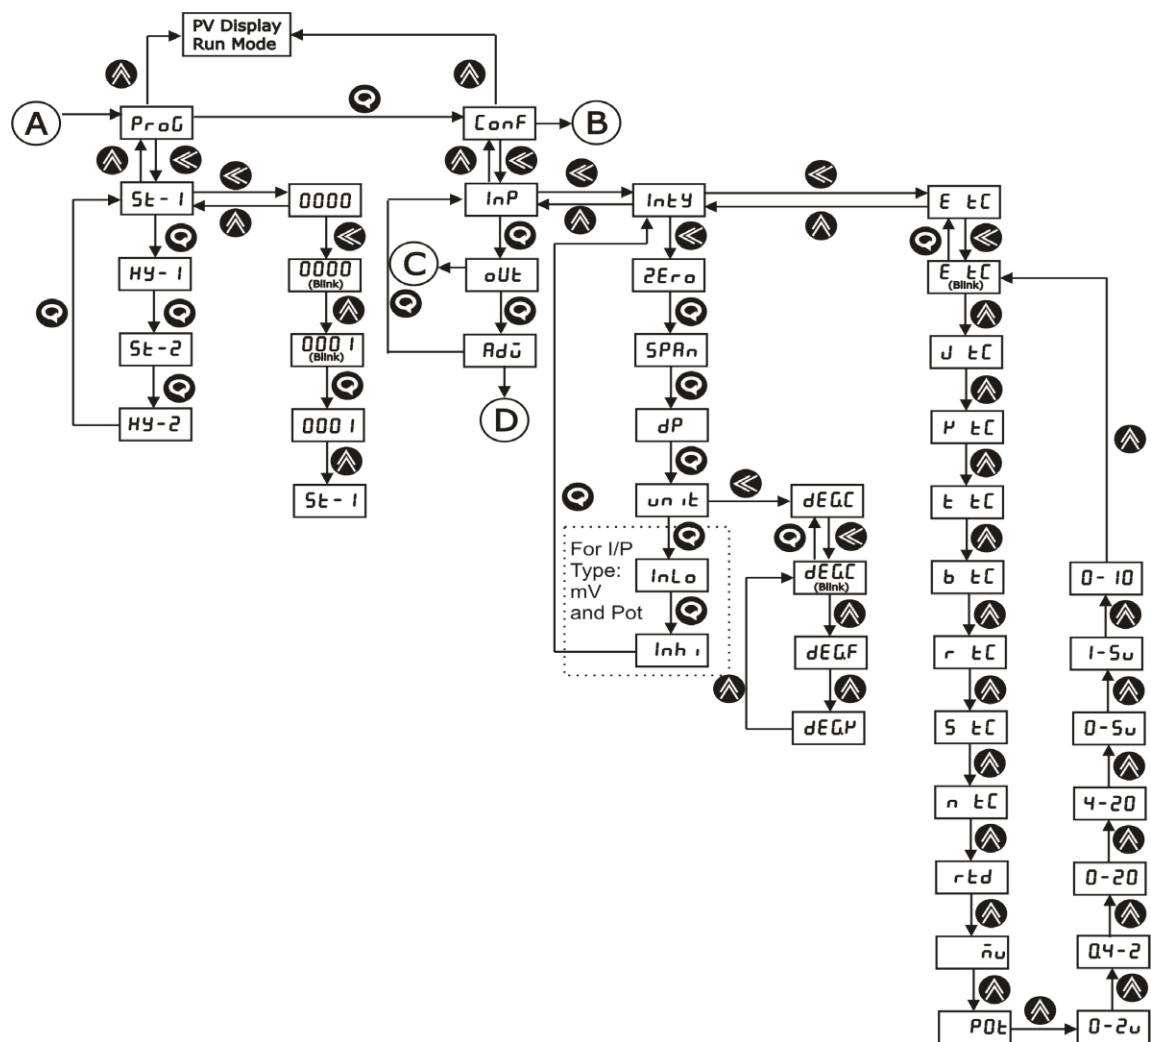 PV Display
Run Mode
A
ProG
ConF
B
St-1
0000
InP
IntY
E tC
HY-1
0000
(Blink)
C
oUt
ZEro
E tC
(Blink)
St-2
0001
(Blink)
Adv̄
SPAn
J tC
HY-2
0001
D
dP
K tC
St-1
unit
dEG.C
t tC
For I/P
Type:
mV
and Pot
InLo
dEG.C
(Blink)
b tC
0-10
Inhi
dEG.F
r tC
1-5v
dEG.K
S tC
0-5v
n tC
4-20
rtd
0-20
m̄v
0.4-2
POt
0-2v